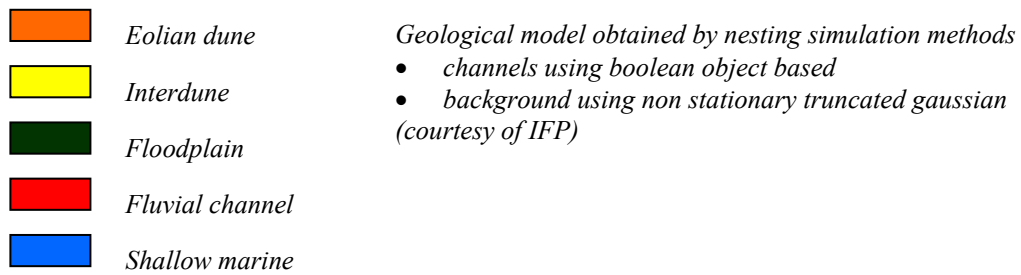 Eolian dune
Interdune
Floodplain
Fluvial channel
Shallow marine
Geological model obtained by nesting simulation methods
• channels using boolean object based
• background using non stationary truncated gaussian
(courtesy of IFP)